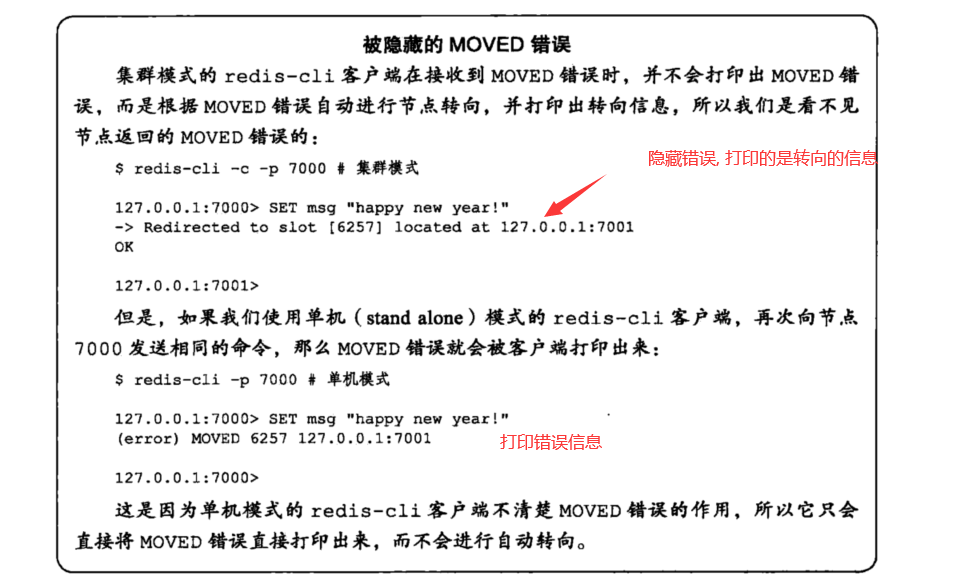 被隐藏的 MOVED 错误
集群模式的 redis-cli 客户端在接收到 MOVED 错误时，并不会打印出 MOVED 错
误，而是根据 MOVED 错误自动进行节点转向，并打印出转向信息，所以我们是看不见
节点返回的 MOVED 错误的：
$ redis-cli -c -p 7000 # 集群模式
隐藏错误, 打印的是转向的信息
127.0.0.1:7000> SET msg "happy new year!"
-> Redirected to slot [6257] located at 127.0.0.1:7001
OK
127.0.0.1:7001>
但是，如果我们使用单机（stand alone）模式的 redis-cli 客户端，再次向节点
7000 发送相同的命令，那么 MOVED 错误就会被客户端打印出来：
$ redis-cli -p 7000 # 单机模式
127.0.0.1:7000> SET msg "happy new year!"
(error) MOVED 6257 127.0.0.1:7001
打印错误信息
127.0.0.1:7000>
这是因为单机模式的 redis-cli 客户端不清楚 MOVED 错误的作用，所以它只会
直接将 MOVED 错误直接打印出来，而不会进行自动转向。